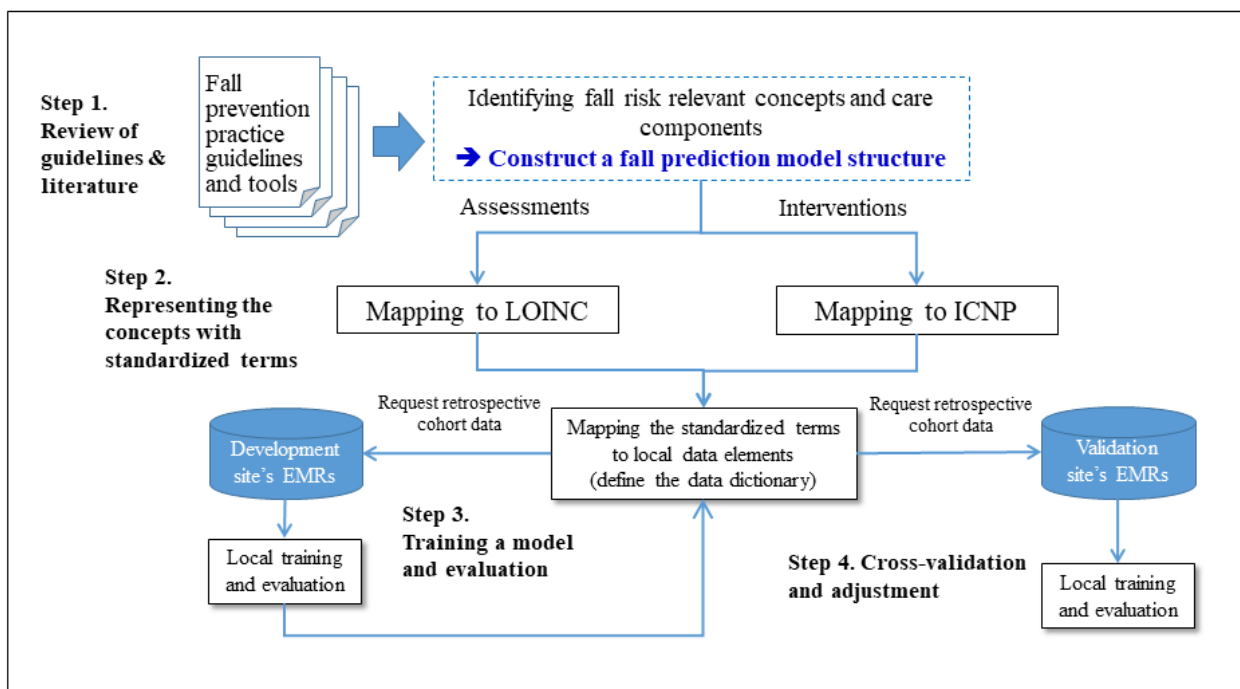 Step 1.
Review of
guidelines &
literature
Fall
prevention
practice
guidelines
and tools
Identifying fall risk relevant concepts and care
components
➔ Construct a fall prediction model structure
Assessments
Interventions
Step 2.
Representing the
concepts with
standardized terms
Mapping to LOINC
Mapping to ICNP
Request retrospective
cohort data
Mapping the standardized terms
to local data elements
(define the data dictionary)
Request retrospective
cohort data
Development
site's EMRs
Validation
site's EMRs
Step 3.
Training a model
and evaluation
Local training
and evaluation
Step 4. Cross-validation
and adjustment
Local training
and evaluation